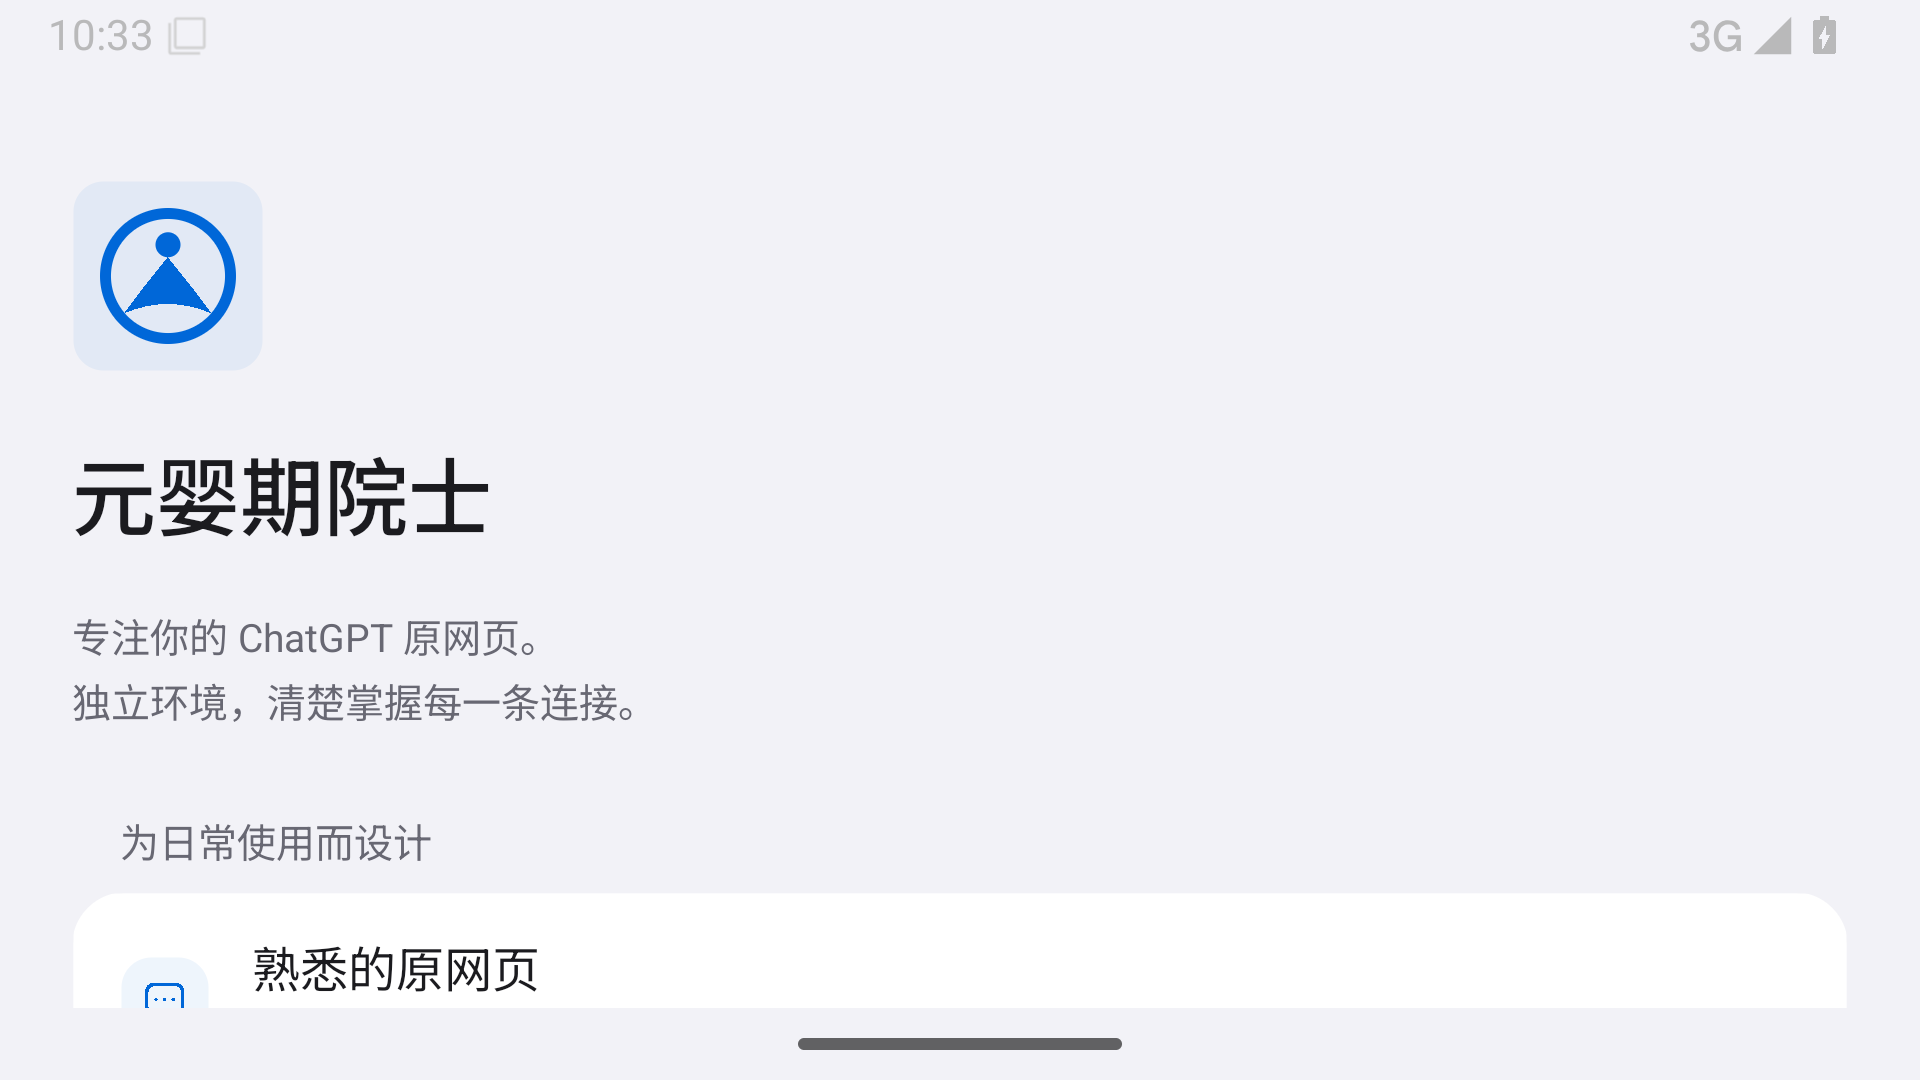 10:33
3G
元婴期院士
专注你的 ChatGPT 原网页。
独立环境，清楚掌握每一条连接。
为日常使用而设计
熟悉的原网页